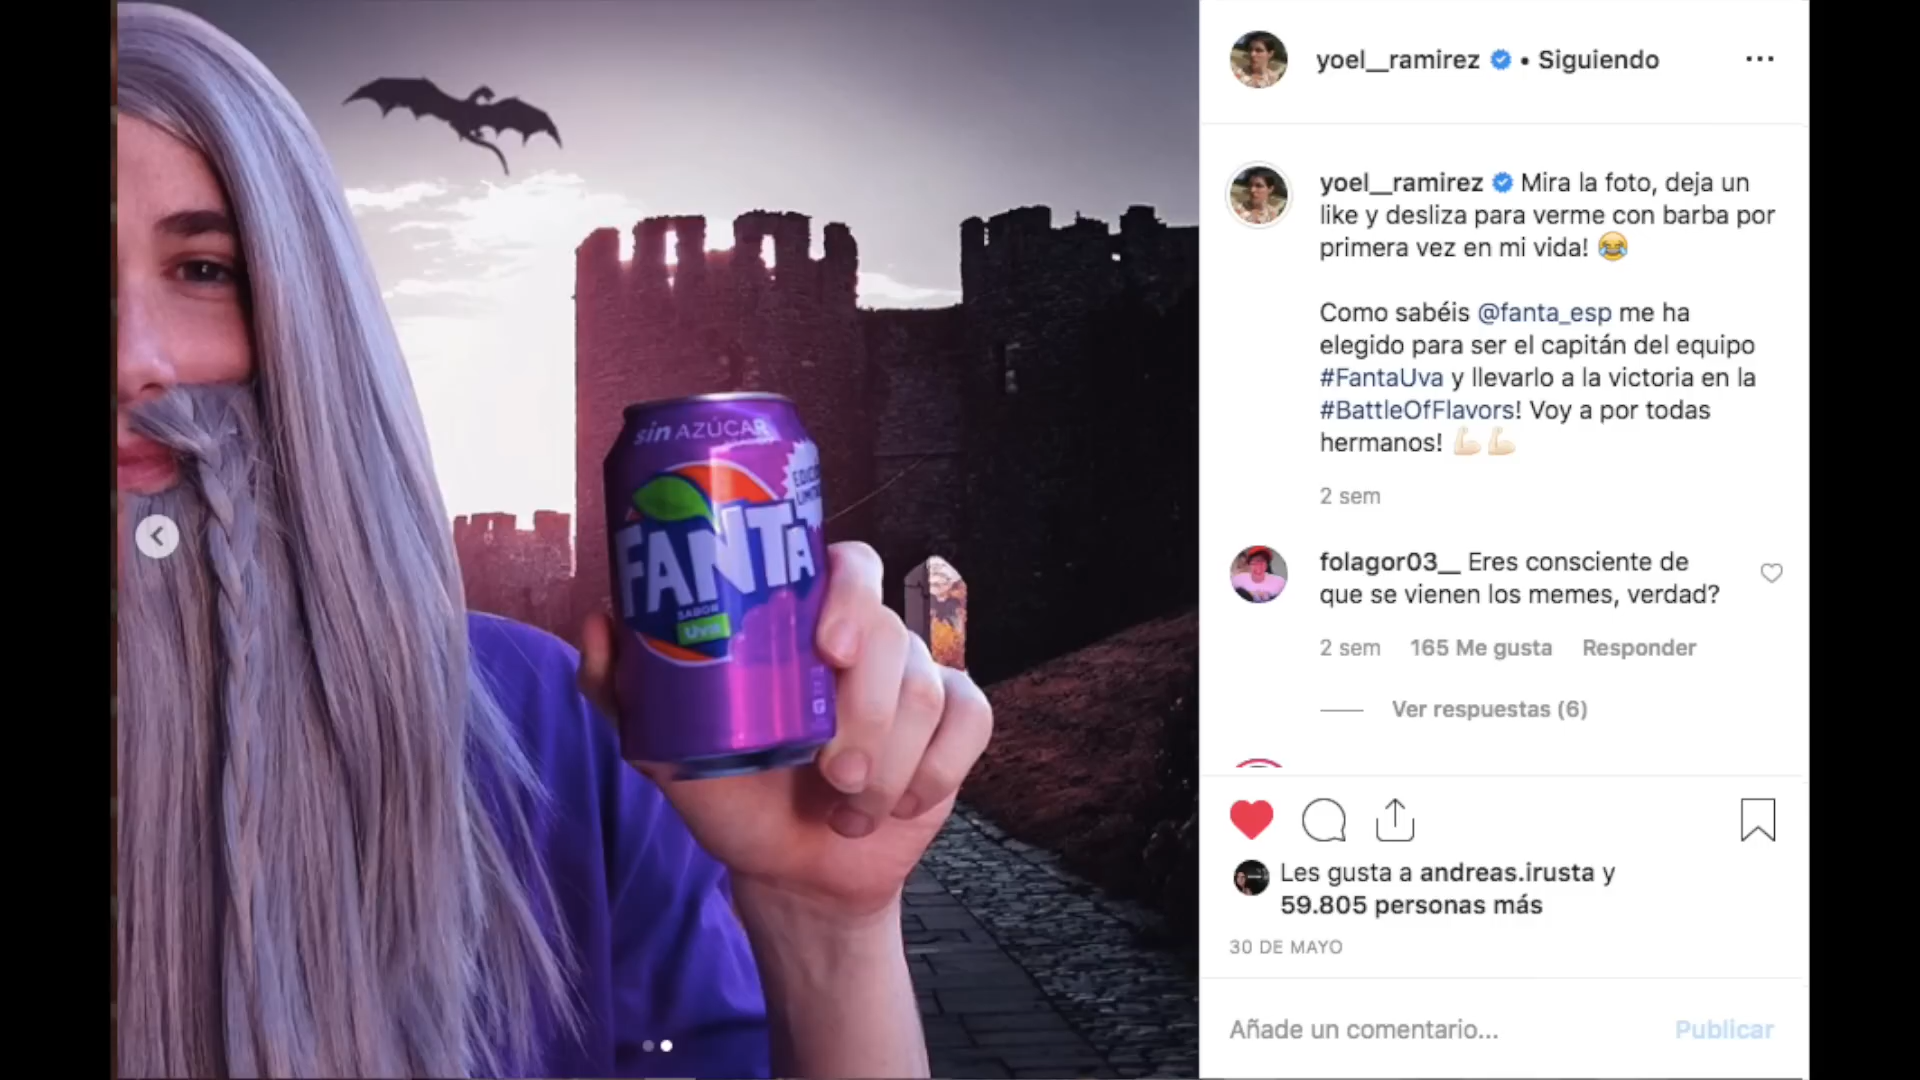 sin AZÚCAR
FANTA
SABOR
Uva
yoel__ramirez • Siguiendo
yoel__ramirez Mira la foto, deja un
like y desliza para verme con barba por
primera vez en mi vida! 😂
Como sabéis @fanta_esp me ha
elegido para ser el capitán del equipo
#FantaUva y llevarlo a la victoria en la
#BattleOfFlavors! Voy a por todas
hermanos! 💪🏻💪🏻
2 sem
folagor03__ Eres consciente de
que se vienen los memes, verdad?
2 sem 165 Me gusta Responder
Ver respuestas (6)
Les gusta a andreas.irusta y
59.805 personas más
30 DE MAYO
Añade un comentario... Publicar